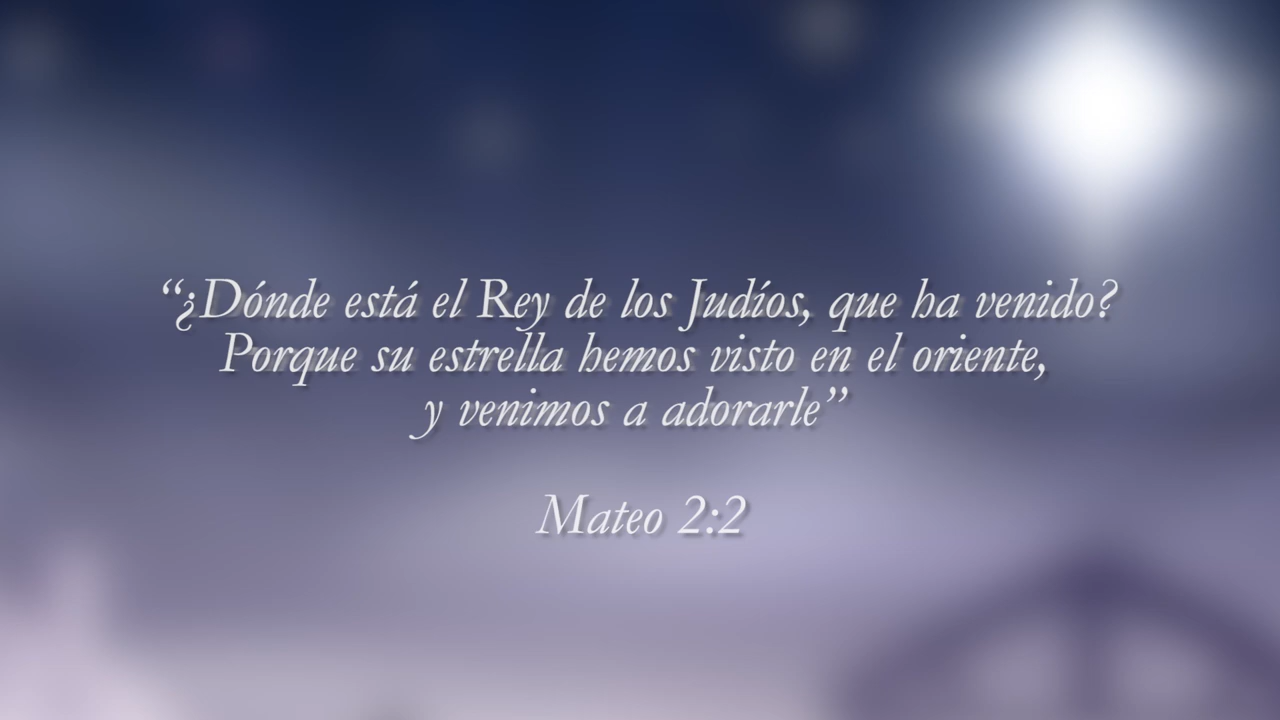 “¿Dónde está el Rey de los Judíos, que ha venido?
Porque su estrella hemos visto en el oriente,
y venimos a adorarle”
Mateo 2:2